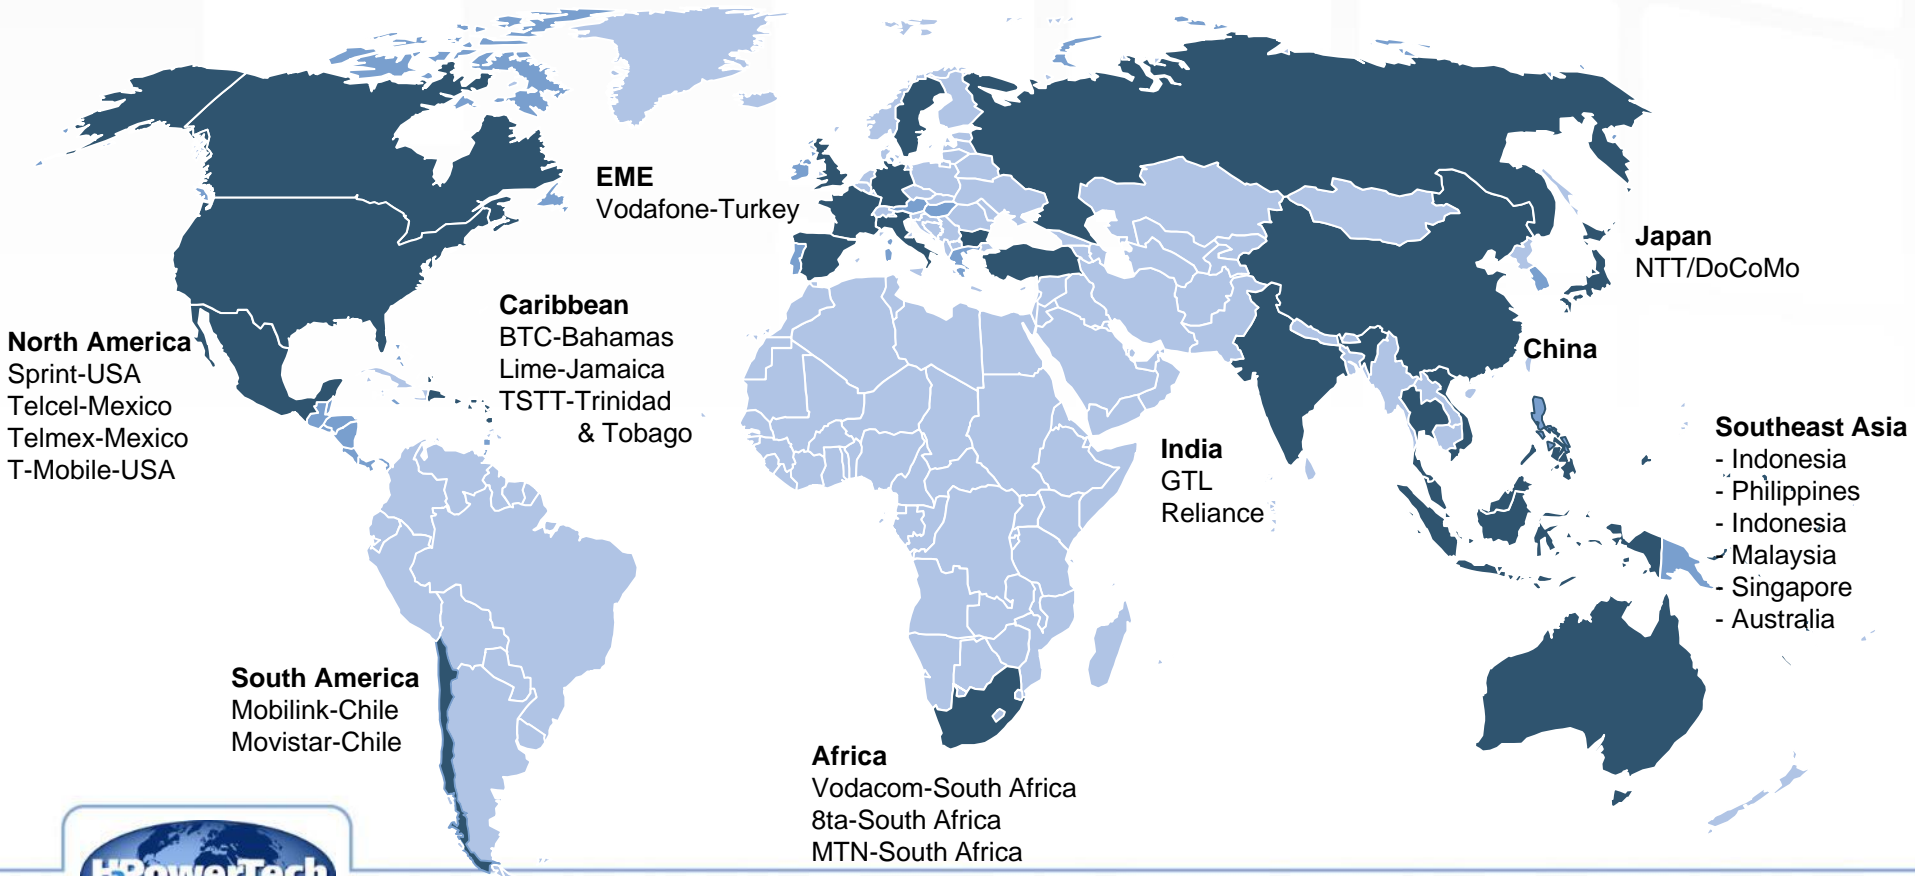 EME
Vodafone-Turkey
Japan
NTT/DoCoMo
Caribbean
BTC-Bahamas
Lime-Jamaica
TSTT-Trinidad
& Tobago
North America
Sprint-USA
Telcel-Mexico
Telmex-Mexico
T-Mobile-USA
China
India
GTL
Reliance
Southeast Asia
- Indonesia
- Philippines
- Indonesia
- Malaysia
- Singapore
- Australia
South America
Mobilink-Chile
Movistar-Chile
Africa
Vodacom-South Africa
8ta-South Africa
MTN-South Africa
H2PowerTech